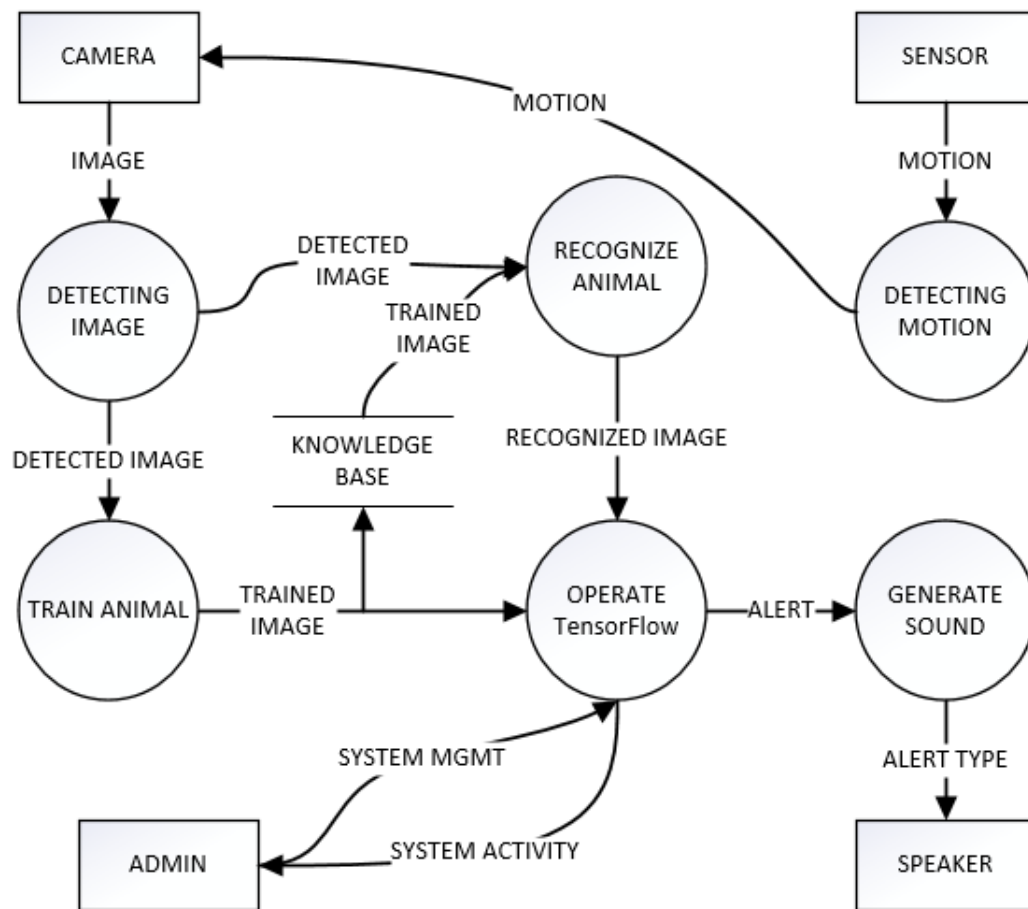 CAMERA
SENSOR
MOTION
IMAGE
MOTION
DETECTED
IMAGE
RECOGNIZE
ANIMAL
DETECTING
IMAGE
DETECTING
MOTION
TRAINED
IMAGE
DETECTED IMAGE
KNOWLEDGE
BASE
RECOGNIZED IMAGE
TRAIN ANIMAL
TRAINED
IMAGE
OPERATE
TensorFlow
ALERT
GENERATE
SOUND
SYSTEM MGMT
ALERT TYPE
SYSTEM ACTIVITY
ADMIN
SPEAKER